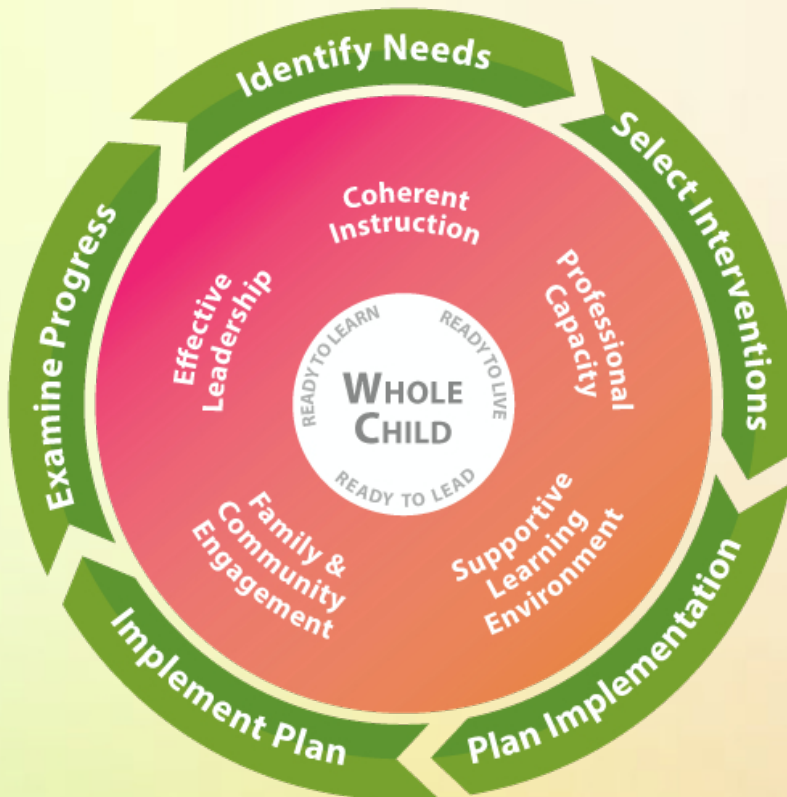 Identify Needs
Select Interventions
Plan Implementation
Implement Plan
Examine Progress
Coherent
Instruction
Professional
Capacity
Supportive
Learning
Environment
Family &
Community
Engagement
Effective
Leadership
READY TO LEARN
READY TO LIVE
READY TO LEAD
WHOLE
CHILD